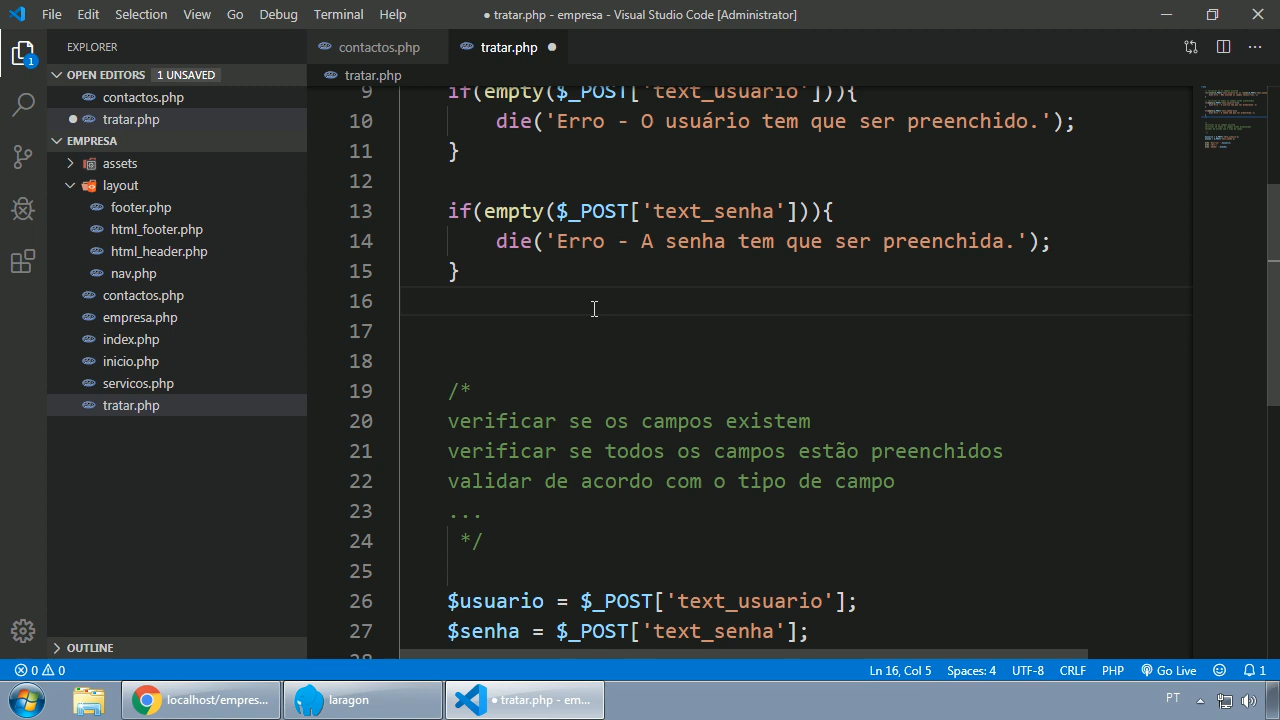 File Edit Selection View Go Debug Terminal Help
● tratar.php - empresa - Visual Studio Code [Administrator]
EXPLORER
OPEN EDITORS 1 UNSAVED
contactos.php
tratar.php
EMPRESA
assets
layout
footer.php
html_footer.php
html_header.php
nav.php
contactos.php
empresa.php
index.php
inicio.php
servicos.php
tratar.php
OUTLINE
contactos.php
tratar.php
tratar.php
9 if(empty($_POST['text_usuario'])){
10 die('Erro - O usuário tem que ser preenchido.');
11 }
12
13 if(empty($_POST['text_senha'])){
14 die('Erro - A senha tem que ser preenchida.');
15 }
16
17
18
19 /*
20 verificar se os campos existem
21 verificar se todos os campos estão preenchidos
22 validar de acordo com o tipo de campo
23 ...
24 */
25
26 $usuario = $_POST['text_usuario'];
27 $senha = $_POST['text_senha'];
28
1
0 0
Ln 16, Col 5 Spaces: 4 UTF-8 CRLF PHP Go Live 1
localhost/empres...
laragon
● tratar.php - em...
PT